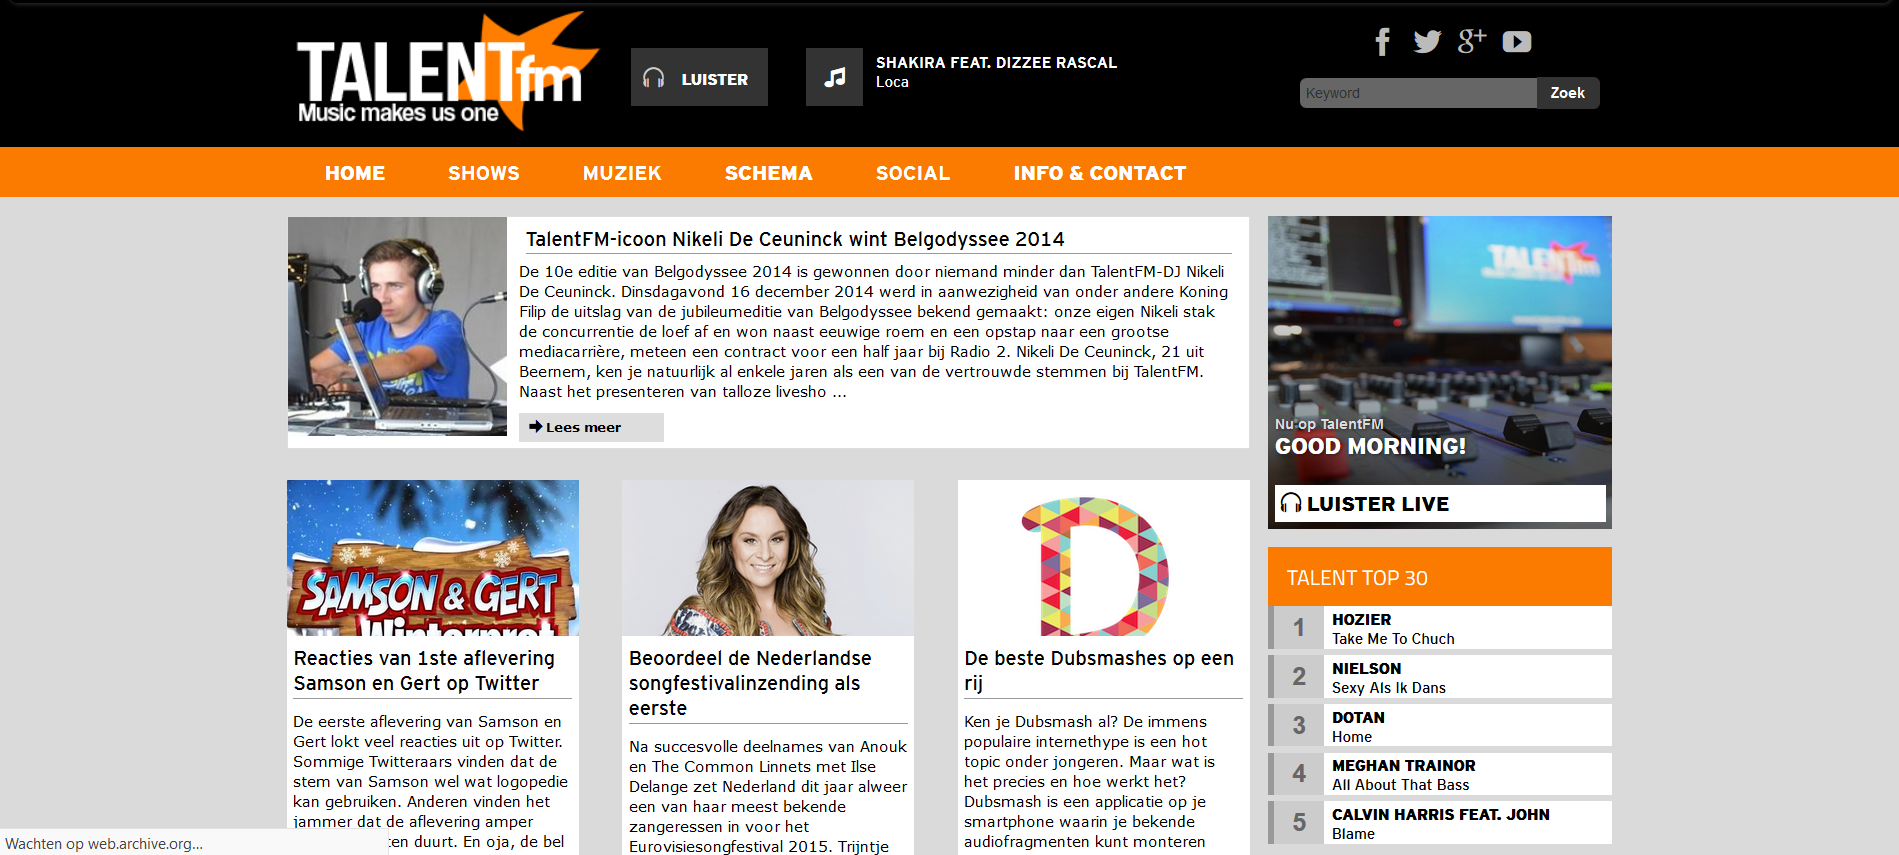 TALENTfm
Music makes us one
LUISTER
SHAKIRA FEAT. DIZZEE RASCAL
Loca
Keyword
Zoek
HOME
SHOWS
MUZIEK
SCHEMA
SOCIAL
INFO & CONTACT
TalentFM-icoon Nikeli De Ceuninck wint Belgodyssee 2014
De 10e editie van Belgodyssee 2014 is gewonnen door niemand minder dan TalentFM-DJ Nikeli
De Ceuninck. Dinsdagavond 16 december 2014 werd in aanwezigheid van onder andere Koning
Filip de uitslag van de jubileumeditie van Belgodyssee bekend gemaakt: onze eigen Nikeli stak
de concurrentie de loef af en won naast eeuwige roem en een opstap naar een grootse
mediacarrière, meteen een contract voor een half jaar bij Radio 2. Nikeli De Ceuninck, 21 uit
Beernem, ken je natuurlijk al enkele jaren als een van de vertrouwde stemmen bij TalentFM.
Naast het presenteren van talloze livesho ...
Lees meer
TALENTfm
Nu op TalentFM
GOOD MORNING!
LUISTER LIVE
SAMSON & GERT
Winterpret
Reacties van 1ste aflevering
Samson en Gert op Twitter
De eerste aflevering van Samson en
Gert lokt veel reacties uit op Twitter.
Sommige Twitteraars vinden dat de
stem van Samson wel wat logopedie
kan gebruiken. Anderen vinden het
jammer dat de aflevering amper
ten duurt. En oja, de bel
Beoordeel de Nederlandse
songfestivalinzending als
eerste
Na succesvolle deelnames van Anouk
en The Common Linnets met Ilse
Delange zet Nederland dit jaar alweer
een van haar meest bekende
zangeressen in voor het
Eurovisiesongfestival 2015. Trijntje
D
De beste Dubsmashes op een
rij
Ken je Dubsmash al? De immens
populaire internethype is een hot
topic onder jongeren. Maar wat is
het precies en hoe werkt het?
Dubsmash is een applicatie op je
smartphone waarin je bekende
audiofragmenten kunt monteren
TALENT TOP 30
1
HOZIER
Take Me To Chuch
2
NIELSON
Sexy Als Ik Dans
3
DOTAN
Home
4
MEGHAN TRAINOR
All About That Bass
5
CALVIN HARRIS FEAT. JOHN
Blame
Wachten op web.archive.org...